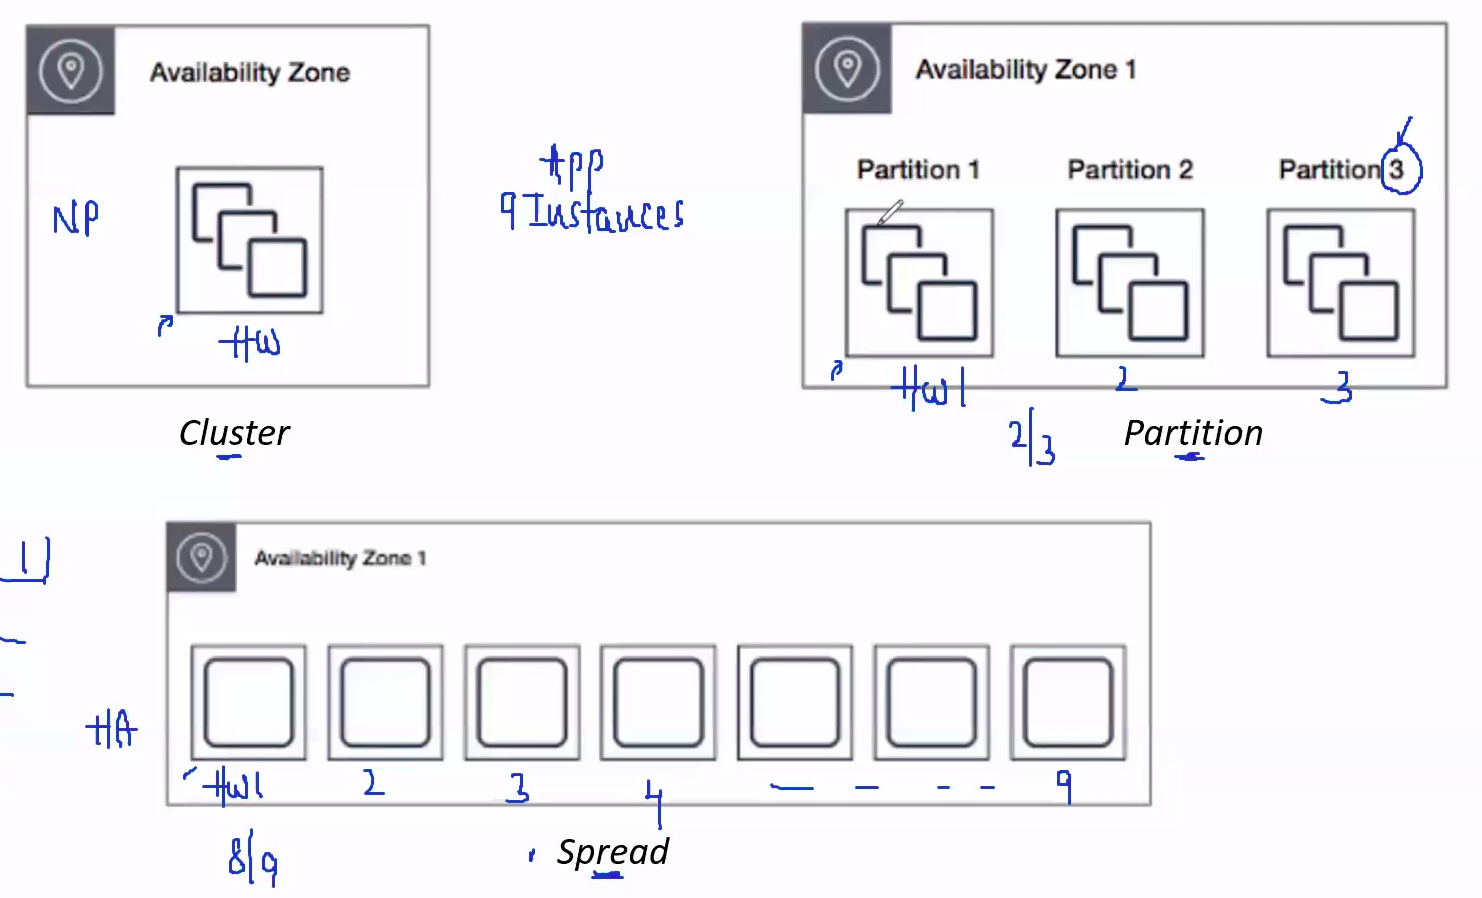 Availability Zone
NP
HW
Cluster
App
9 Instances
Availability Zone 1
Partition 1
Partition 2
Partition 3
HW1
2
3
2/3
Partition
1
Availability Zone 1
HA
HW1
2
3
4
9
8/9
Spread